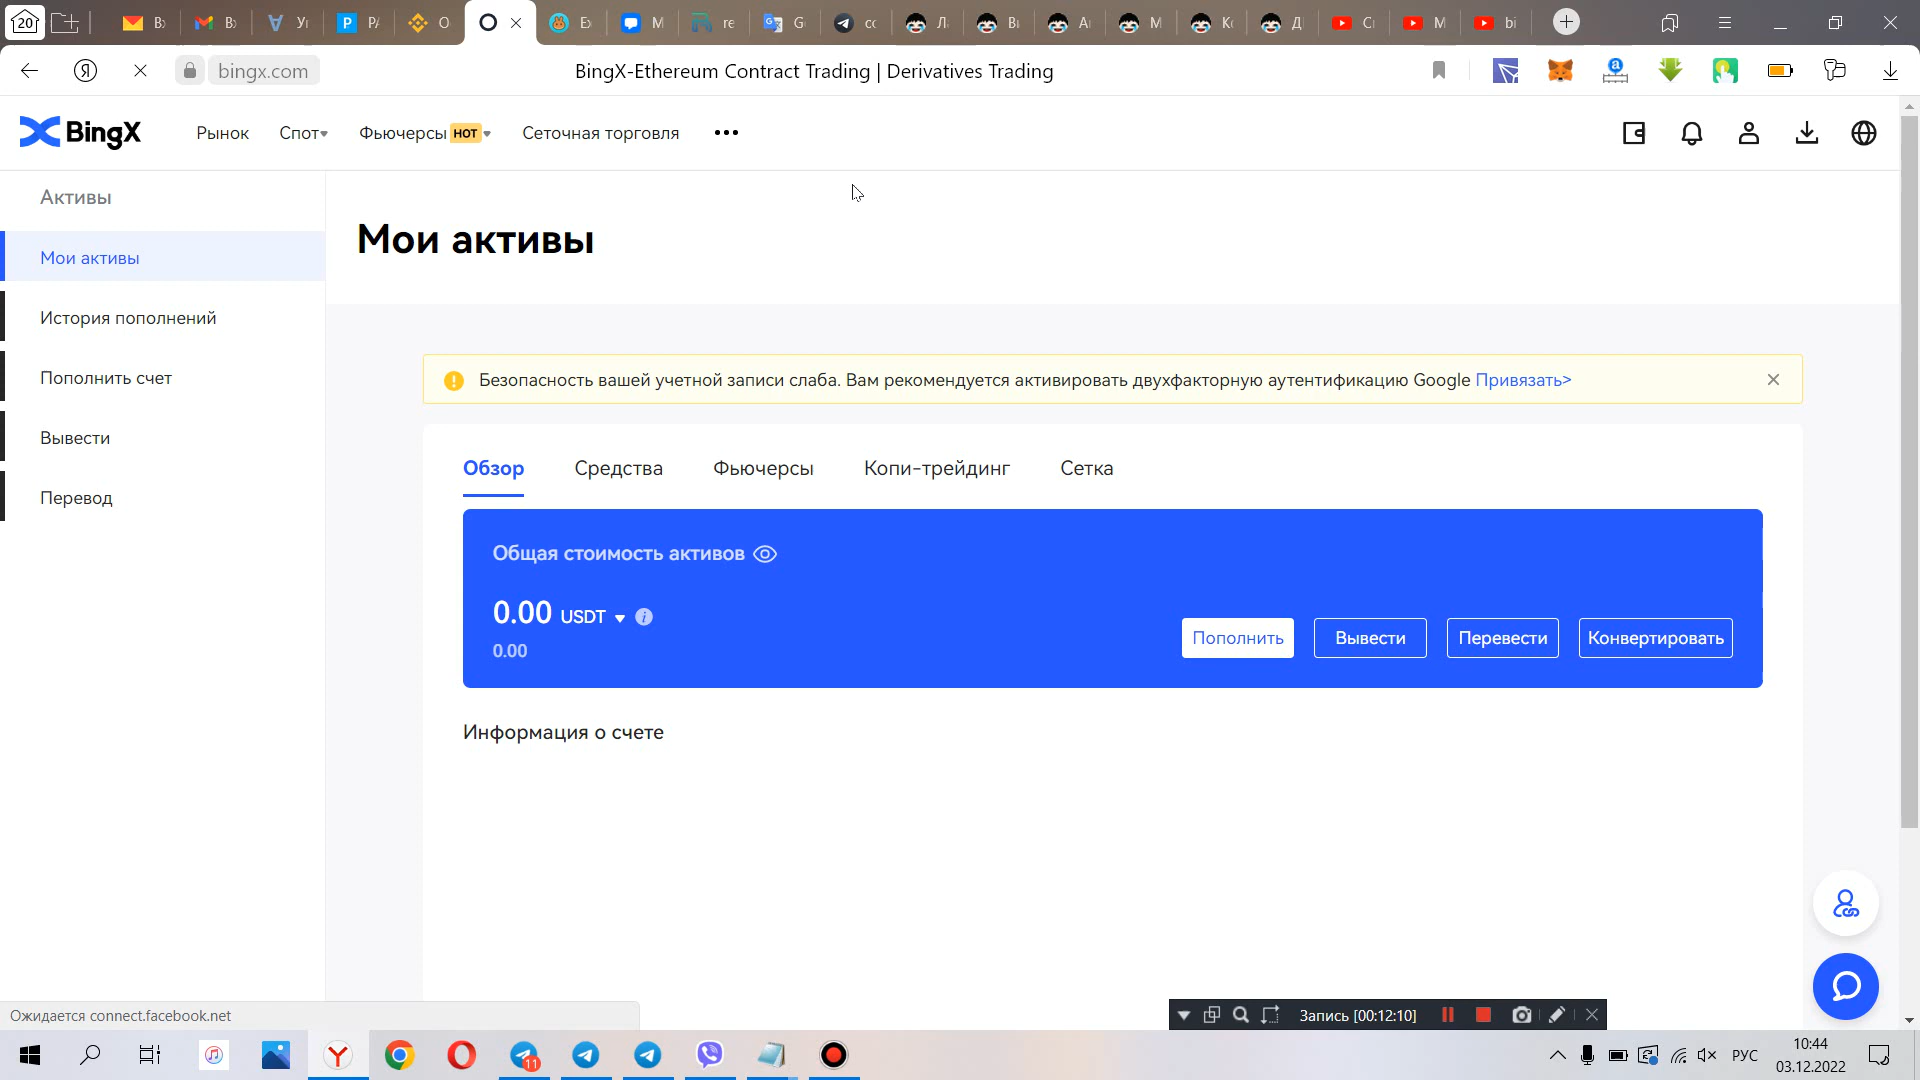 20
bingx.com
BingX-Ethereum Contract Trading | Derivatives Trading
BingX
Рынок
Спот
Фьючерсы
HOT
Сеточная торговля
Активы
Мои активы
История пополнений
Пополнить счет
Вывести
Перевод
Мои активы
Безопасность вашей учетной записи слаба. Вам рекомендуется активировать двухфакторную аутентификацию Google Привязать>
Обзор
Средства
Фьючерсы
Копи-трейдинг
Сетка
Общая стоимость активов
0.00 USDT
0.00
Пополнить
Вывести
Перевести
Конвертировать
Информация о счете
Ожидается connect.facebook.net
Запись [00:12:10]
11
РУС
10:44
03.12.2022